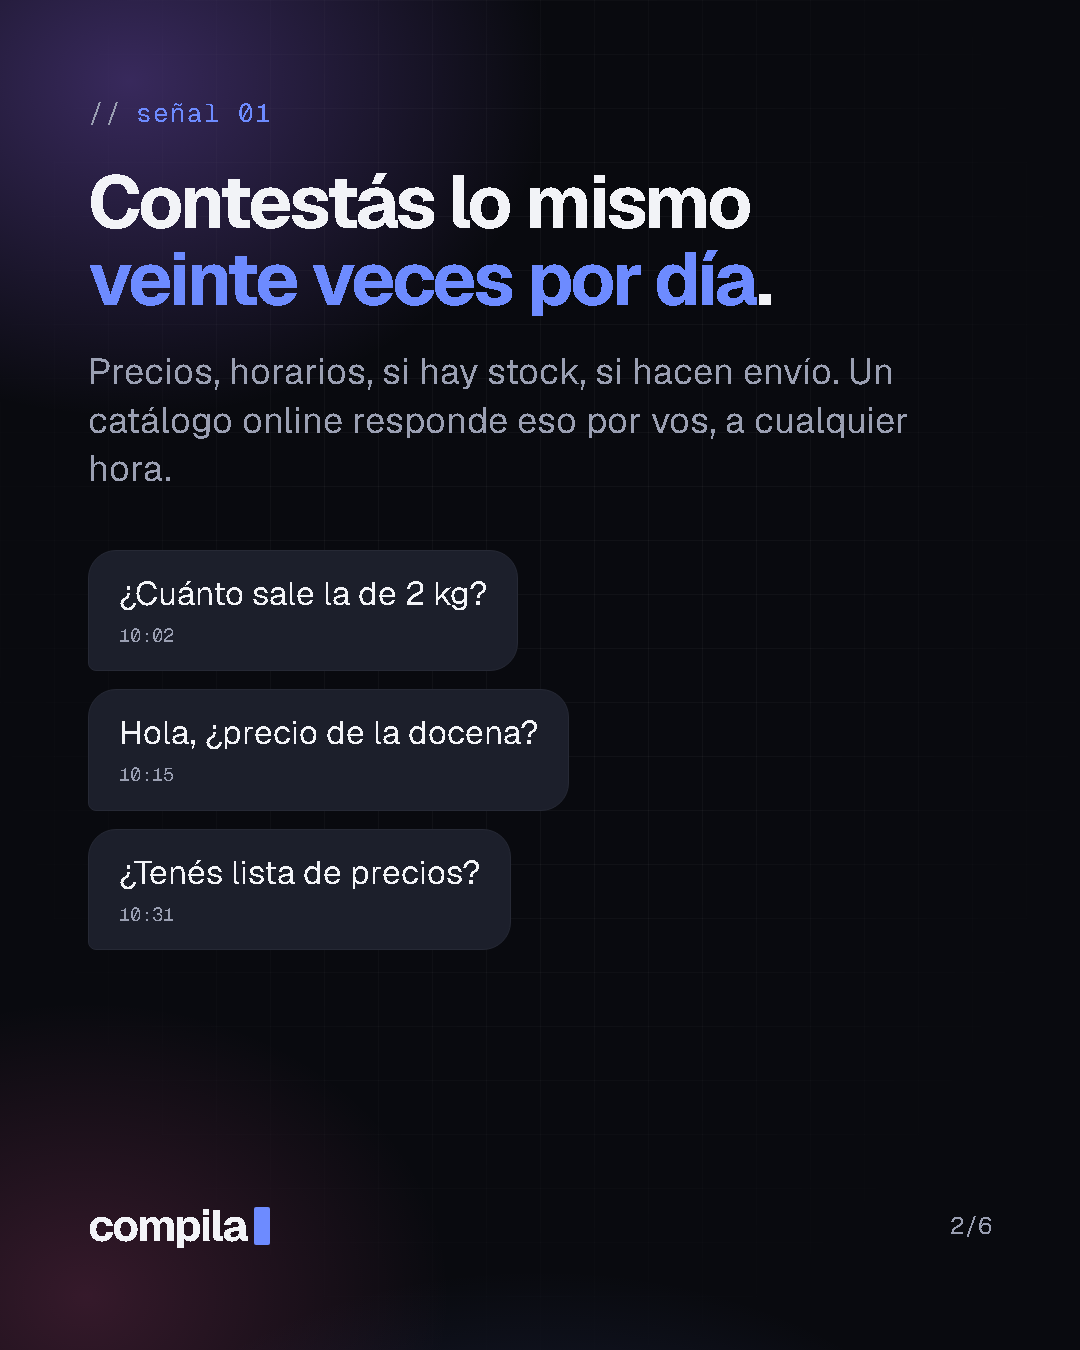 // señal 01
Contestás lo mismo
veinte veces por día.
Precios, horarios, si hay stock, si hacen envío. Un
catálogo online responde eso por vos, a cualquier
hora.
¿Cuánto sale la de 2 kg?
10:02
Hola, ¿precio de la docena?
10:15
¿Tenés lista de precios?
10:31
compila
2/6